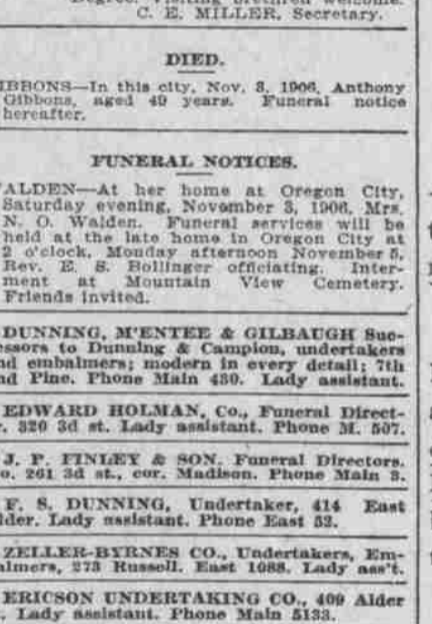 Degree. Visiting brethren welcome.
C. E. MILLER, Secretary.
DIED.
IBBONS—In this city, Nov. 3, 1906, Anthony
Gibbons, aged 49 years. Funeral notice
hereafter.
FUNERAL NOTICES.
ALDEN—At her home at Oregon City,
Saturday evening, November 3, 1906, Mrs.
N. O. Walden. Funeral services will be
held at the late home in Oregon City at
2 o'clock, Monday afternoon November 5,
Rev. E. S. Bollinger officiating. Inter-
ment at Mountain View Cemetery.
Friends invited.
DUNNING, M'ENTEE & GILBAUGH Suc-
essors to Dunning & Campion, undertakers
nd embalmers; modern in every detail; 7th
nd Pine. Phone Main 430. Lady assistant.
EDWARD HOLMAN, Co., Funeral Direct-
r. 220 3d st. Lady assistant. Phone M. 507.
J. P. FINLEY & SON, Funeral Directors,
o. 261 3d st., cor. Madison. Phone Main 9.
F. S. DUNNING, Undertaker, 414 East
lder. Lady assistant. Phone East 52.
ZELLER-BYRNES CO., Undertakers, Em-
almers, 273 Russell. East 1088. Lady ass't.
ERICSON UNDERTAKING CO., 409 Alder
. Lady assistant. Phone Main 6133.